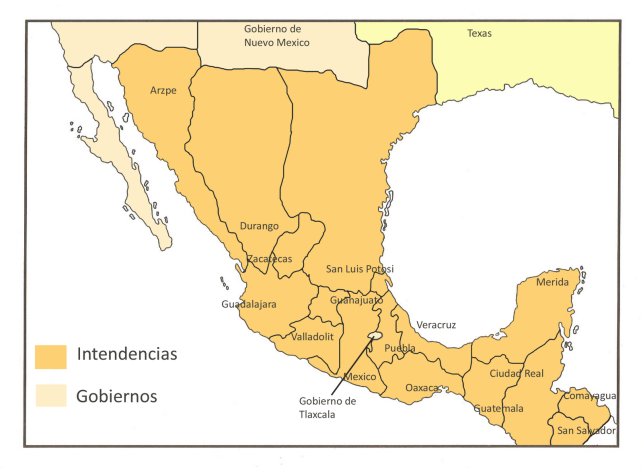 Gobierno de
Nuevo Mexico
Texas
Arzpe
Durango
Zacatecas
San Luis Potosi
Merida
Guadalajara
Guanajuato
Veracruz
Valladolit
Puebla
Intendencias
Mexico
Ciudad Real
Oaxaca
Comayagua
Gobiernos
Gobierno de
Tlaxcala
Guatemala
San Salvador